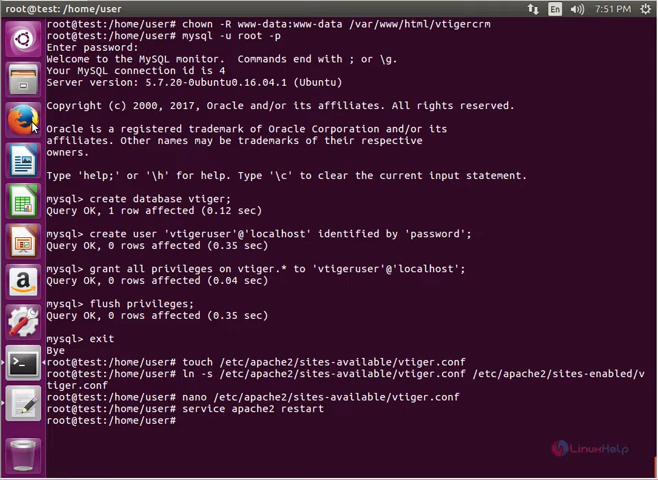 root@test: /home/user
En
7:51 PM
root@test:/home/user# chown -R www-data:www-data /var/www/html/vtigercrm
root@test:/home/user# mysql -u root -p
Enter password:
Welcome to the MySQL monitor.  Commands end with ; or \g.
Your MySQL connection id is 4
Server version: 5.7.20-0ubuntu0.16.04.1 (Ubuntu)
Copyright (c) 2000, 2017, Oracle and/or its affiliates. All rights reserved.
Oracle is a registered trademark of Oracle Corporation and/or its
affiliates. Other names may be trademarks of their respective
owners.
Type 'help;' or '\h' for help. Type '\c' to clear the current input statement.
mysql> create database vtiger;
Query OK, 1 row affected (0.12 sec)
mysql> create user 'vtigeruser'@'localhost' identified by 'password';
Query OK, 0 rows affected (0.35 sec)
mysql> grant all privileges on vtiger.* to 'vtigeruser'@'localhost';
Query OK, 0 rows affected (0.04 sec)
mysql> flush privileges;
Query OK, 0 rows affected (0.35 sec)
mysql> exit
Bye
root@test:/home/user# touch /etc/apache2/sites-available/vtiger.conf
root@test:/home/user# ln -s /etc/apache2/sites-available/vtiger.conf /etc/apache2/sites-enabled/v
tiger.conf
root@test:/home/user# nano /etc/apache2/sites-available/vtiger.conf
root@test:/home/user# service apache2 restart
root@test:/home/user#
LinuxHelp